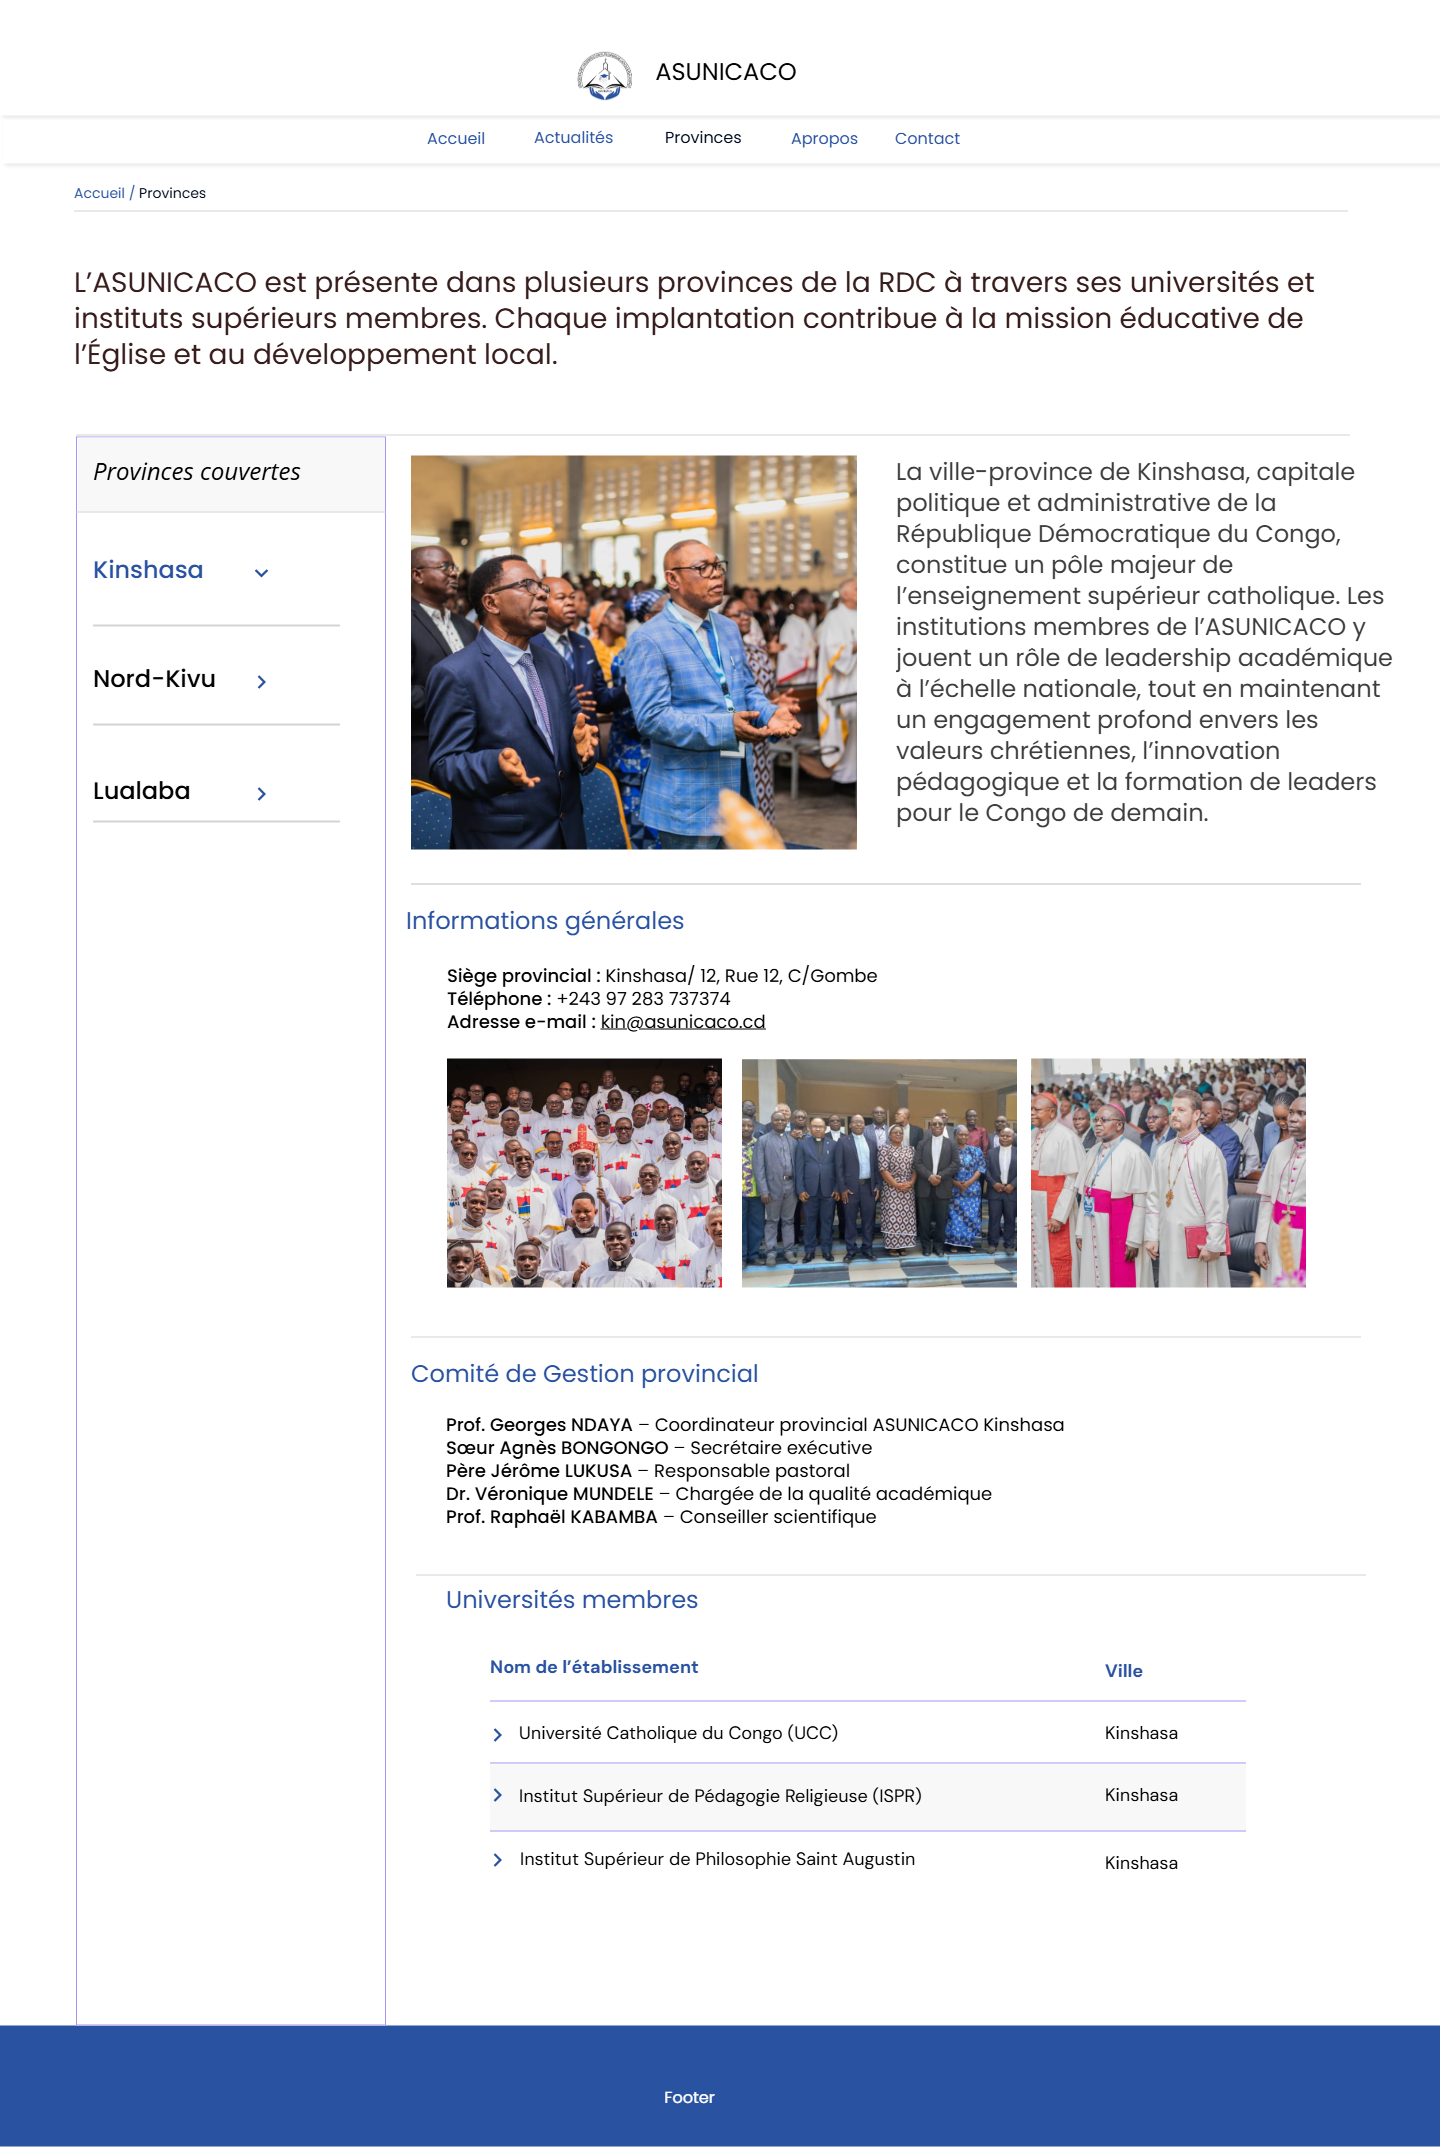 ASUNICACO
Accueil Actualités Provinces Apropos Contact
Accueil / Provinces
L’ASUNICACO est présente dans plusieurs provinces de la RDC à travers ses universités et
instituts supérieurs membres. Chaque implantation contribue à la mission éducative de
l’Église et au développement local.
Provinces couvertes
Kinshasa
Nord-Kivu
Lualaba
La ville-province de Kinshasa, capitale
politique et administrative de la
République Démocratique du Congo,
constitue un pôle majeur de
l’enseignement supérieur catholique. Les
institutions membres de l’ASUNICACO y
jouent un rôle de leadership académique
à l’échelle nationale, tout en maintenant
un engagement profond envers les
valeurs chrétiennes, l’innovation
pédagogique et la formation de leaders
pour le Congo de demain.
Informations générales
Siège provincial : Kinshasa/ 12, Rue 12, C/Gombe
Téléphone : +243 97 283 737374
Adresse e-mail : kin@asunicaco.cd
Comité de Gestion provincial
Prof. Georges NDAYA – Coordinateur provincial ASUNICACO Kinshasa
Sœur Agnès BONGONGO – Secrétaire exécutive
Père Jérôme LUKUSA – Responsable pastoral
Dr. Véronique MUNDELE – Chargée de la qualité académique
Prof. Raphaël KABAMBA – Conseiller scientifique
Universités membres
Nom de l’établissement Ville
Université Catholique du Congo (UCC) Kinshasa
Institut Supérieur de Pédagogie Religieuse (ISPR) Kinshasa
Institut Supérieur de Philosophie Saint Augustin Kinshasa
Footer